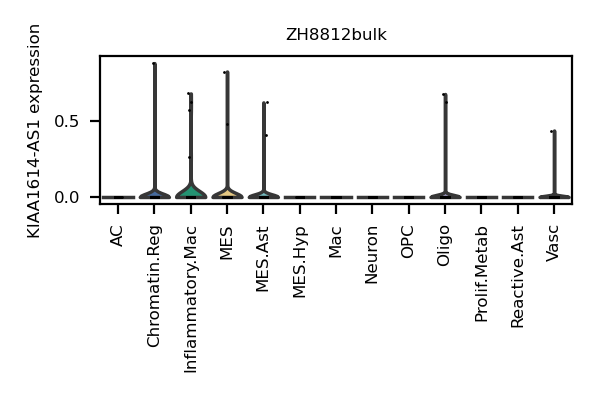 ZH8812bulk
KIAA1614-AS1 expression
0.5
0.0
AC
Chromatin.Reg
Inflammatory.Mac
MES
MES.Ast
MES.Hyp
Mac
Neuron
OPC
Oligo
Prolif.Metab
Reactive.Ast
Vasc